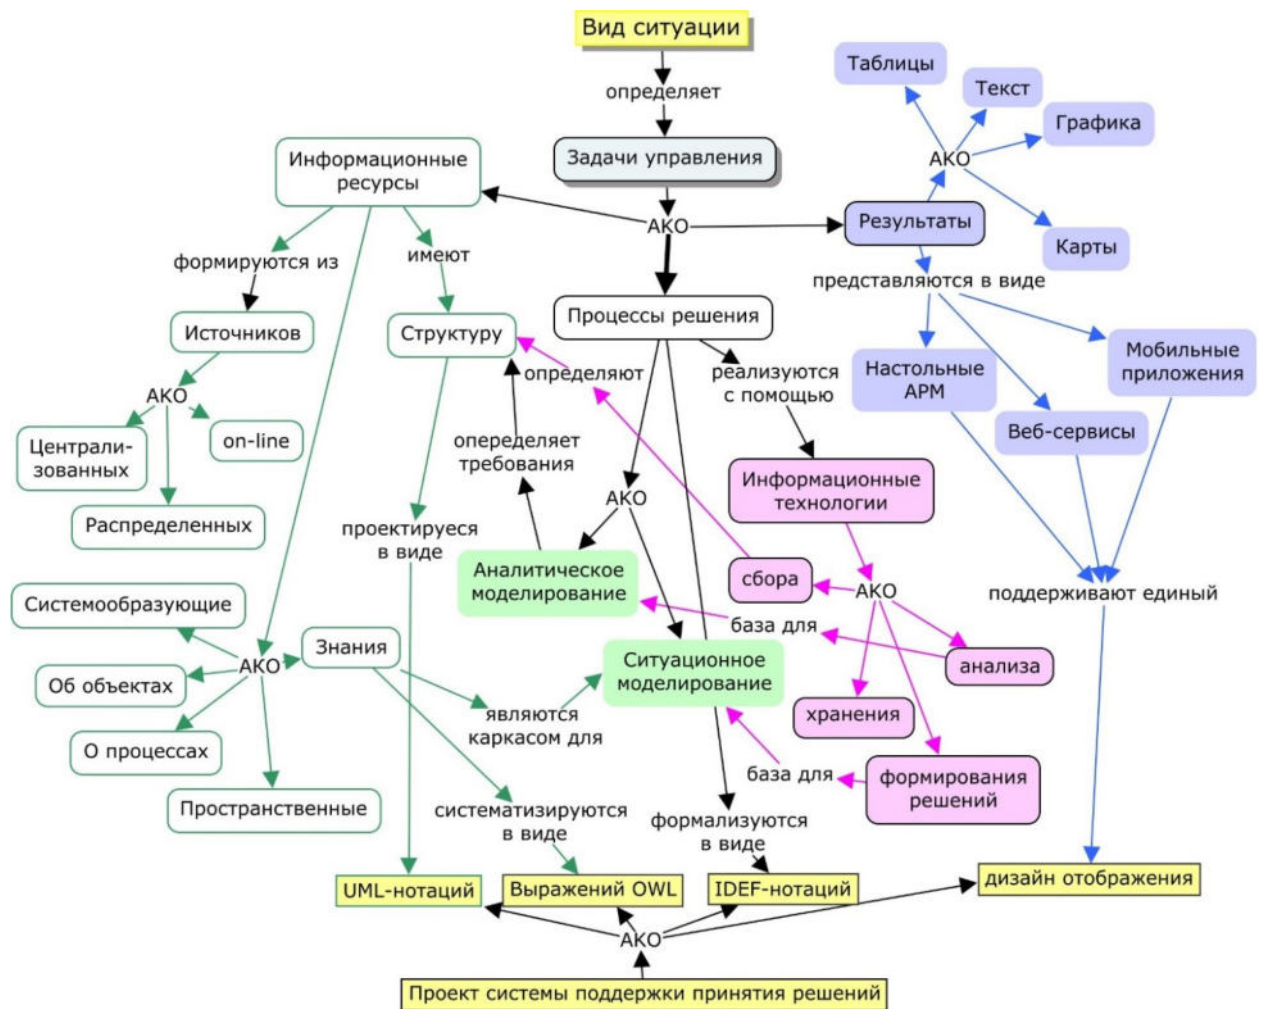 Вид ситуации
определяет
Задачи управления
АКО
Информационные
ресурсы
формируются из
имеют
Источников
АКО
Централи-
зованных
on-line
Распределенных
Структуру
определяют
опеределяет
требования
проектируеся
в виде
Процессы решения
реализуются
с помощью
АКО
Аналитическое
моделирование
Ситуационное
моделирование
Информационные
технологии
АКО
сбора
база для
анализа
хранения
формирования
решений
база для
Результаты
АКО
Таблицы
Текст
Графика
Карты
представляются в виде
Настольные
АРМ
Веб-сервисы
Мобильные
приложения
поддерживают единый
Системообразующие
АКО
Знания
Об объектах
О процессах
Пространственные
являются
каркасом для
систематизируются
в виде
формализуются
в виде
UML-нотаций
Выражений OWL
IDEF-нотаций
дизайн отображения
АКО
Проект системы поддержки принятия решений